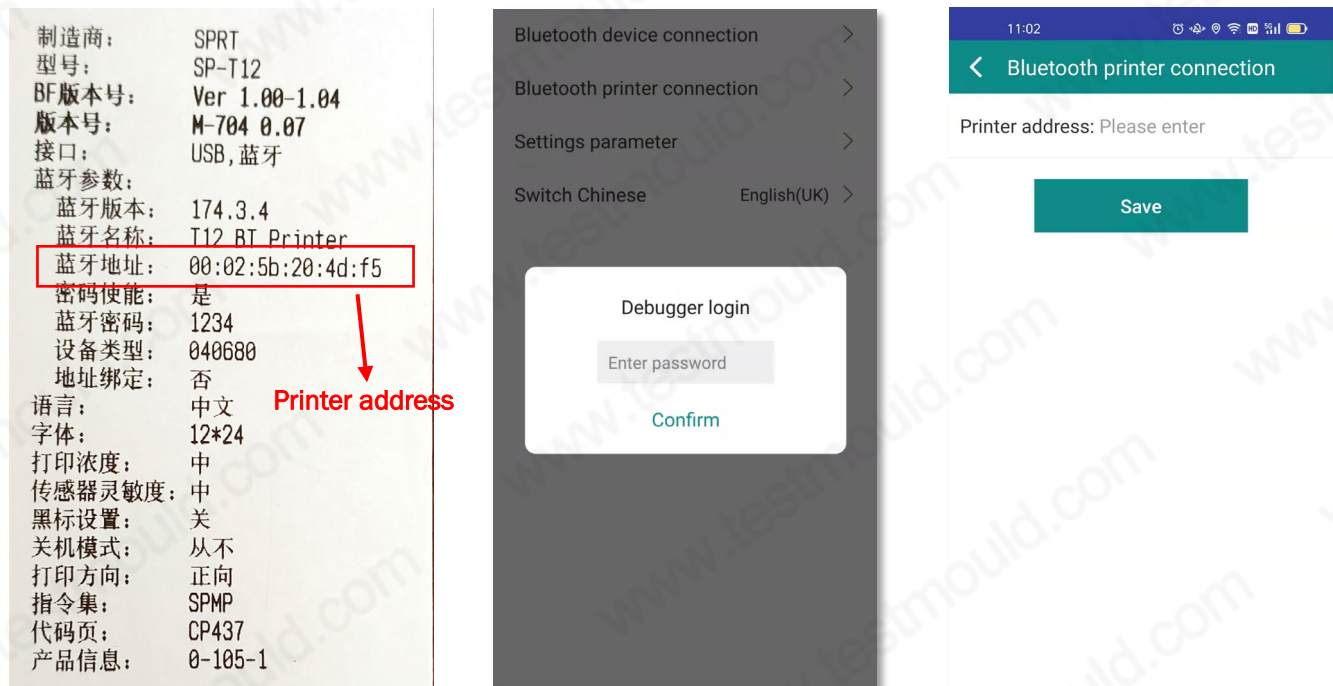 制造商: SPRT
型号: SP-T12
BF版本号: Ver 1.00-1.04
版本号: M-704 0.07
接口: USB,蓝牙
蓝牙参数:
蓝牙版本: 174.3.4
蓝牙名称: T12 BT Printer
蓝牙地址: 00:02:5b:20:4d:f5
密码使能: 是
蓝牙密码: 1234
设备类型: 040680
地址绑定: 否
语言: 中文
字体: 12*24
打印浓度: 中
传感器灵敏度: 中
黑标设置: 关
关机模式: 从不
打印方向: 正向
指令集: SPMP
代码页: CP437
产品信息: 0-105-1
Printer address
Bluetooth device connection
Bluetooth printer connection
Settings parameter
Switch Chinese English(UK)
Debugger login
Enter password
Confirm
11:02
Bluetooth printer connection
Printer address: Please enter
Save
www.testmould.com